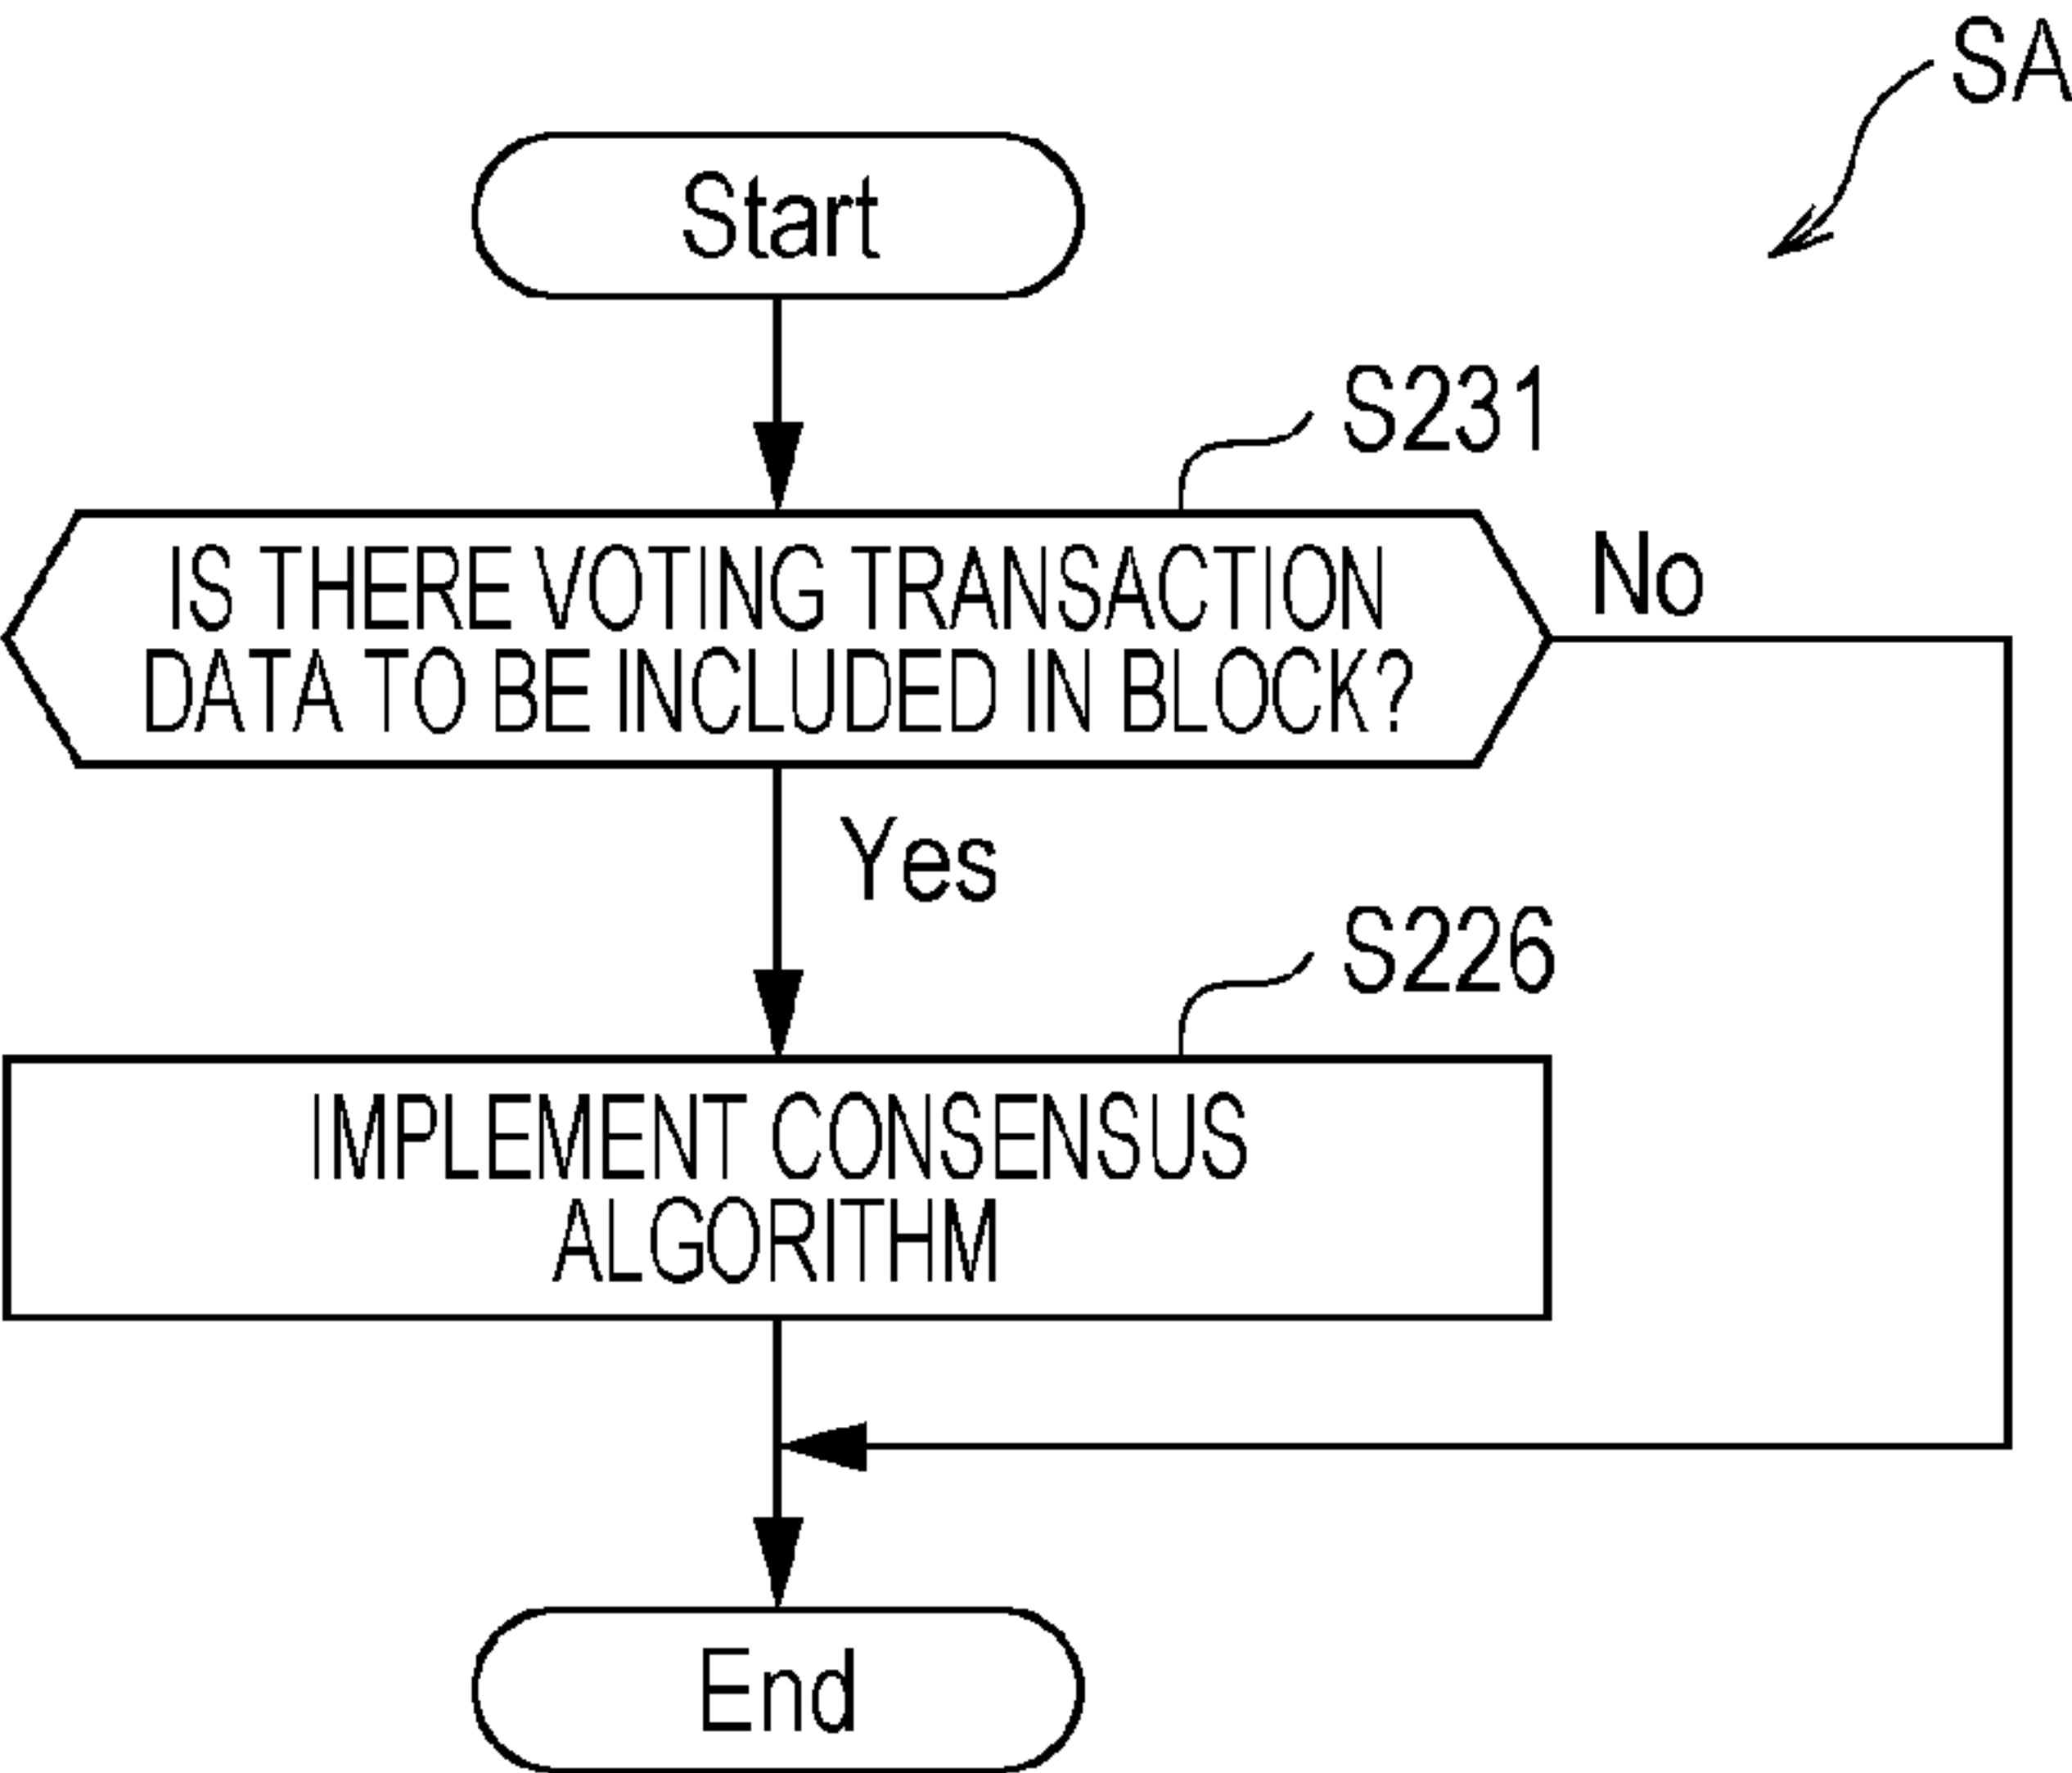 SA
Start
S231
IS THERE VOTING TRANSACTION
DATA TO BE INCLUDED IN BLOCK?
No
Yes
S226
IMPLEMENT CONSENSUS
ALGORITHM
End